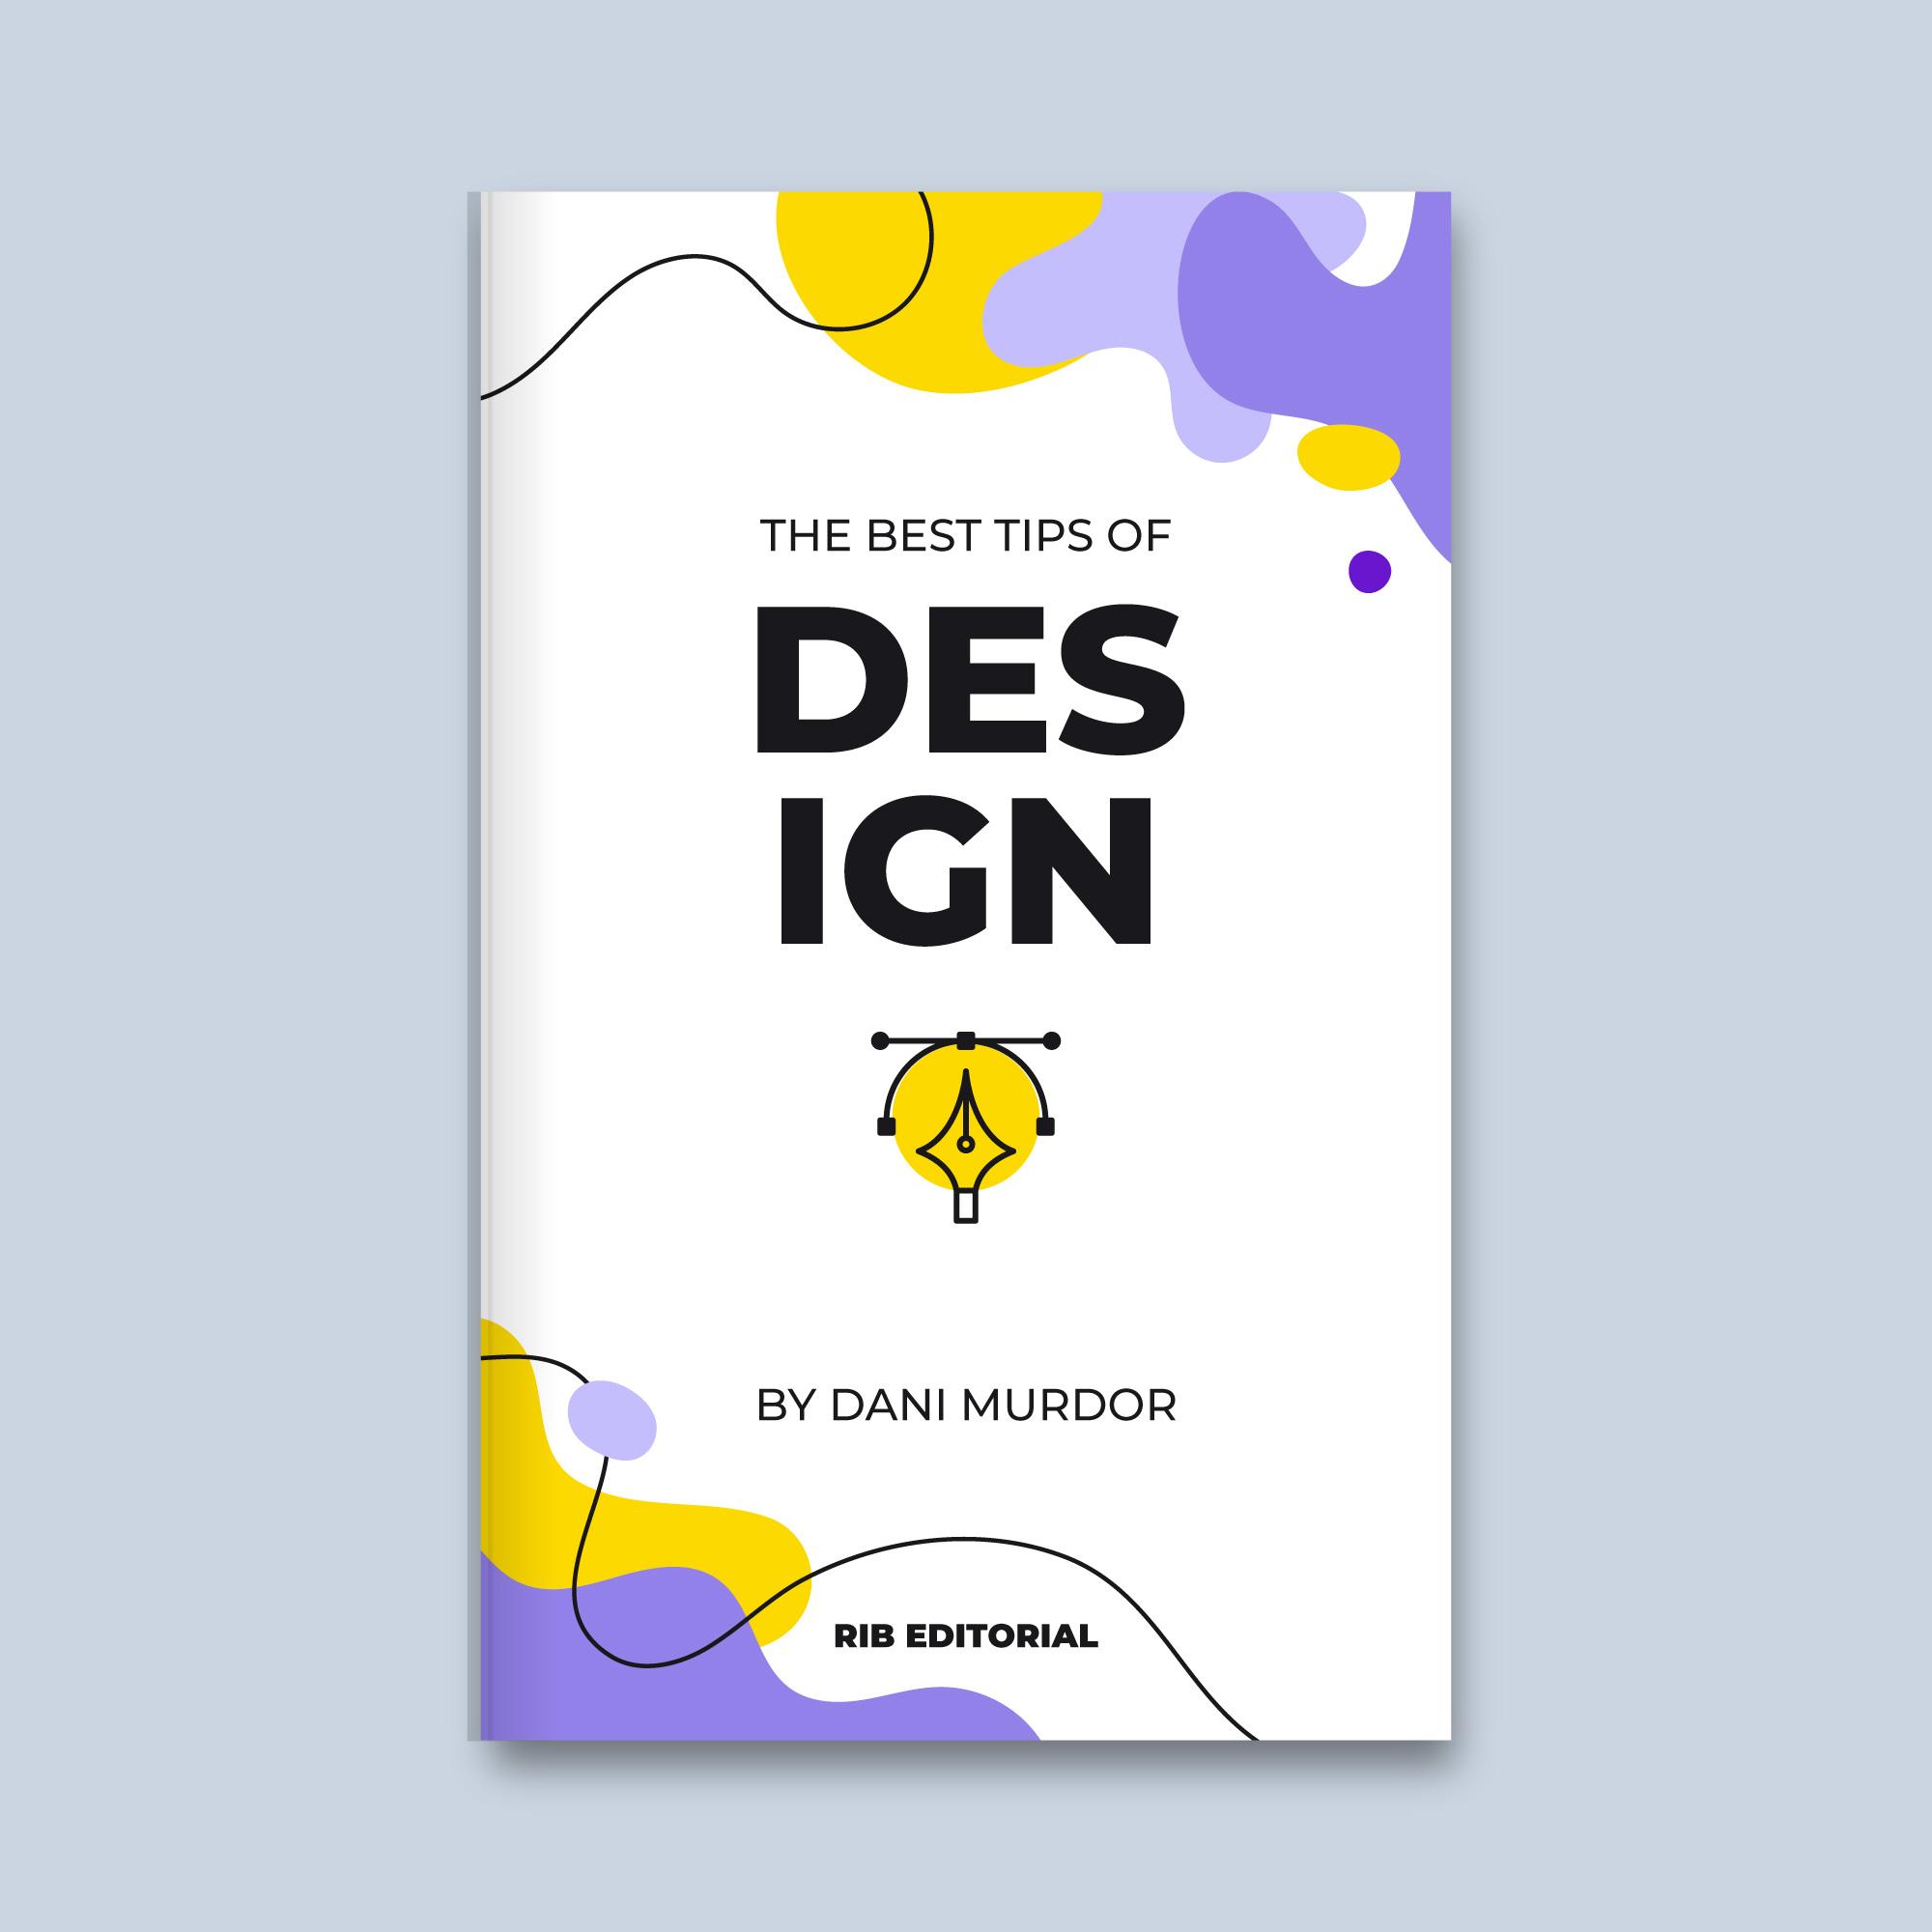 THE BEST TIPS OF
DES
IGN
BY DANI MURDOR
RIB EDITORIAL